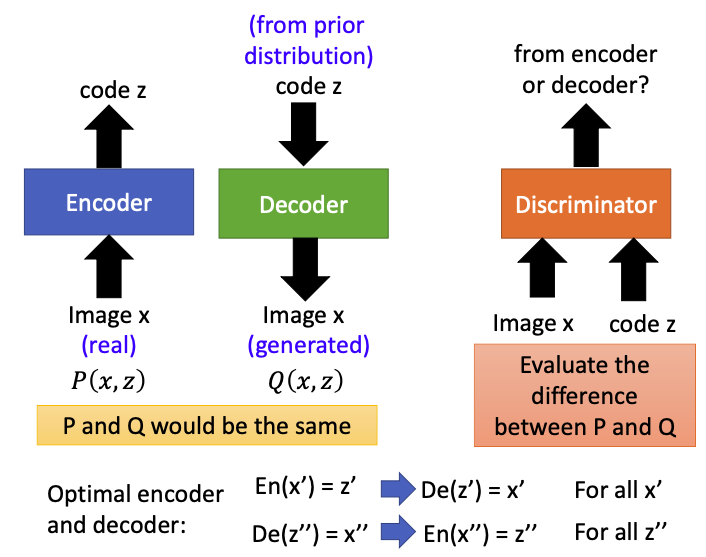 (from prior
distribution)
code z
code z
from encoder
or decoder?
Encoder
Decoder
Discriminator
Image x
(real)
P(x, z)
Image x
(generated)
Q(x, z)
Image x
code z
P and Q would be the same
Evaluate the
difference
between P and Q
Optimal encoder
and decoder:
En(x’) = z’
De(z’) = x’
For all x’
De(z’’) = x’’
En(x’’) = z’’
For all z’’